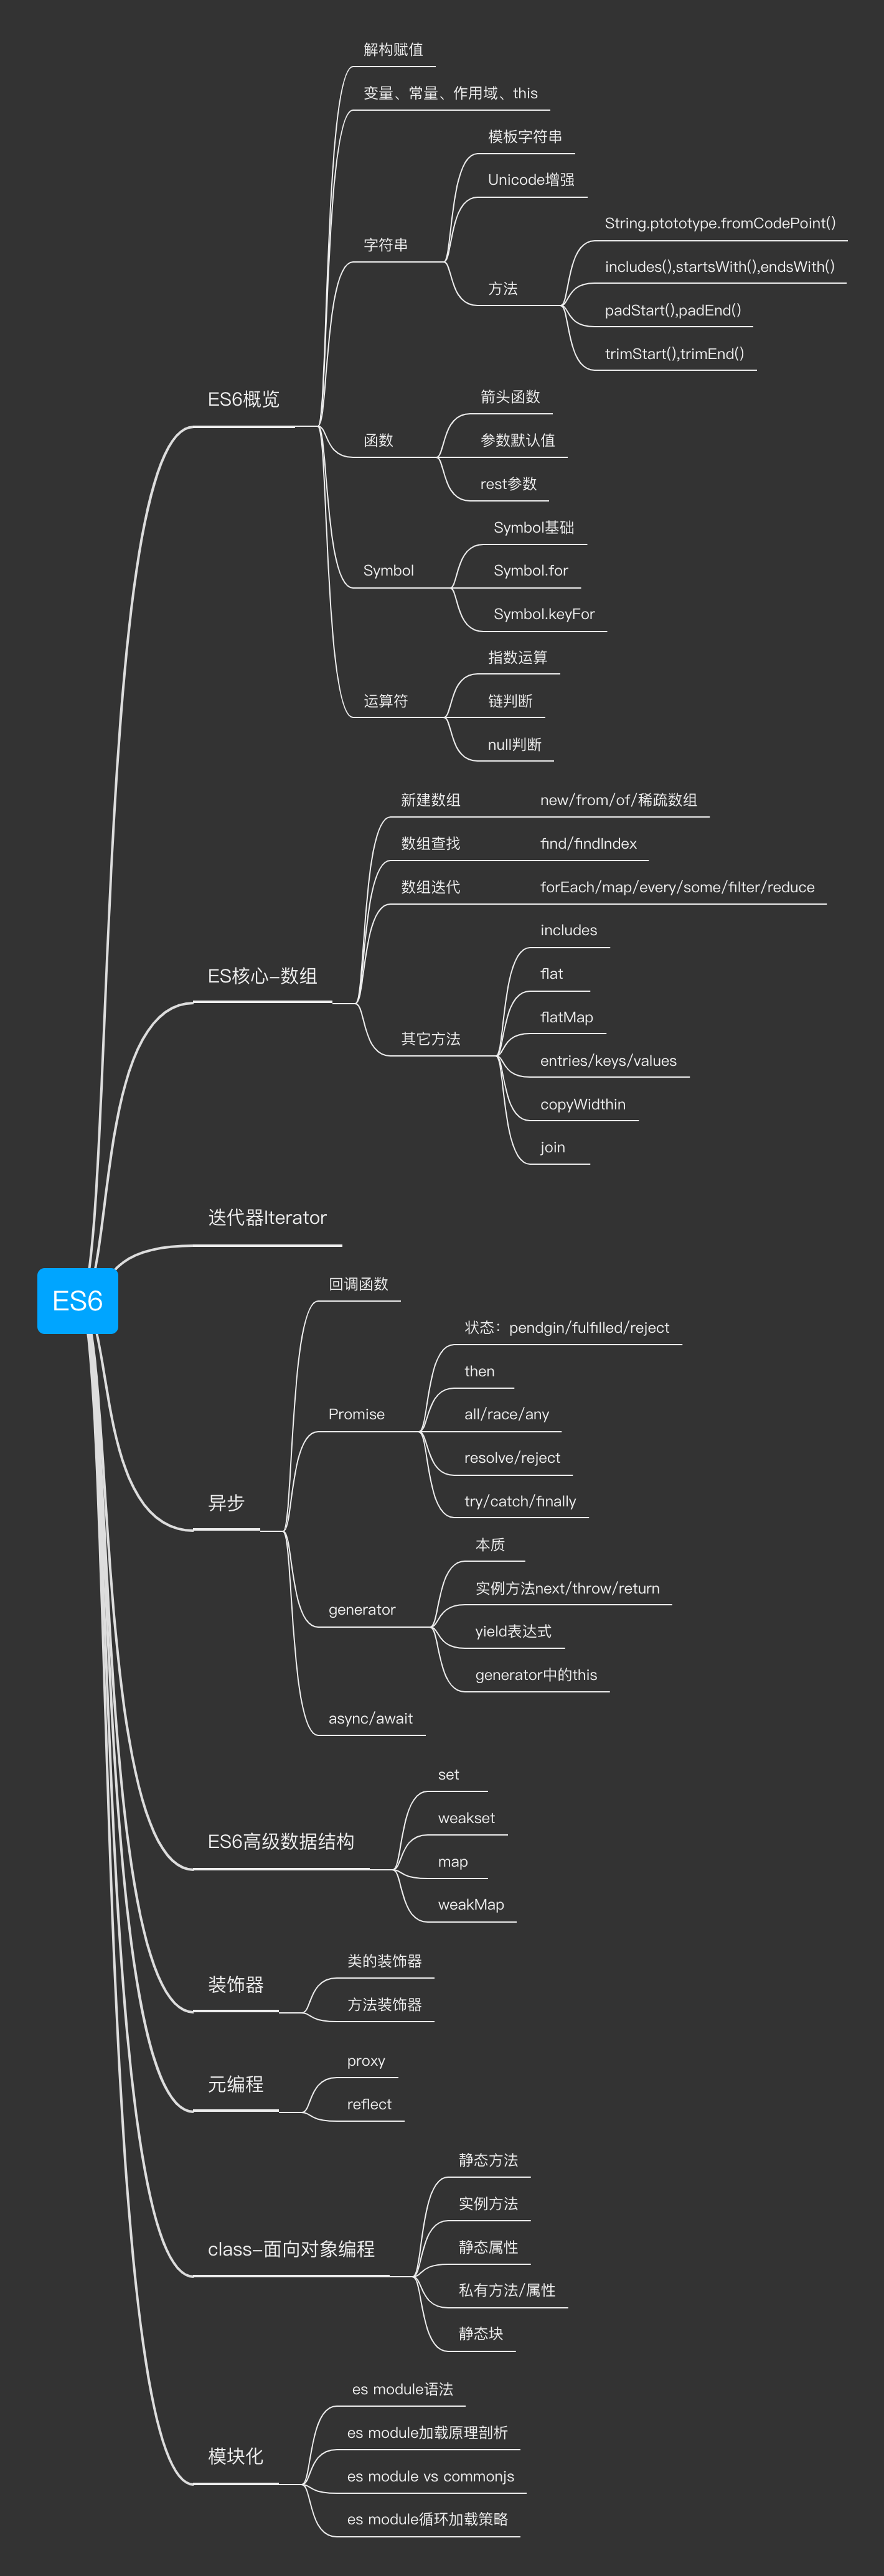 ES6
ES6概览
解构赋值
变量、常量、作用域、this
字符串
模板字符串
Unicode增强
方法
String.ptototype.fromCodePoint()
includes(),startsWith(),endsWith()
padStart(),padEnd()
trimStart(),trimEnd()
函数
箭头函数
参数默认值
rest参数
Symbol
Symbol基础
Symbol.for
Symbol.keyFor
运算符
指数运算
链判断
null判断
ES核心-数组
新建数组
new/from/of/稀疏数组
数组查找
find/findIndex
数组迭代
forEach/map/every/some/filter/reduce
其它方法
includes
flat
flatMap
entries/keys/values
copyWidthin
join
迭代器Iterator
异步
回调函数
Promise
状态：pendgin/fulfilled/reject
then
all/race/any
resolve/reject
try/catch/finally
generator
本质
实例方法next/throw/return
yield表达式
generator中的this
async/await
ES6高级数据结构
set
weakset
map
weakMap
装饰器
类的装饰器
方法装饰器
元编程
proxy
reflect
class-面向对象编程
静态方法
实例方法
静态属性
私有方法/属性
静态块
模块化
es module语法
es module加载原理剖析
es module vs commonjs
es module循环加载策略